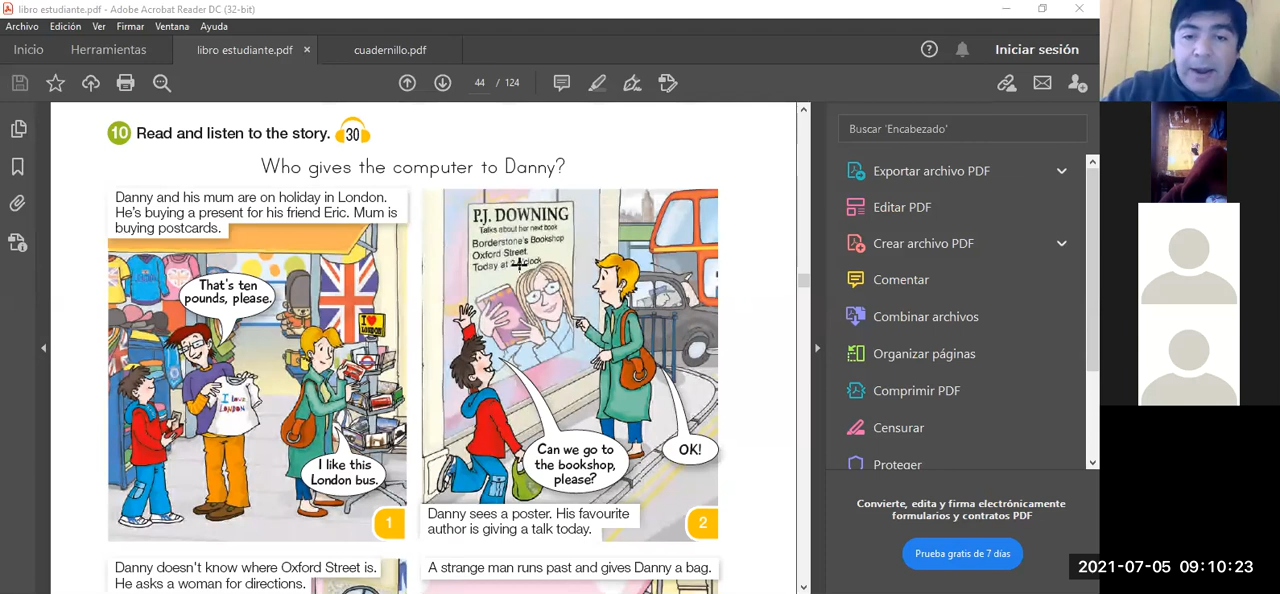 libro estudiante.pdf - Adobe Acrobat Reader DC (32-bit)
Archivo Edición Ver Firmar Ventana Ayuda
Inicio Herramientas libro estudiante.pdf × cuadernillo.pdf Iniciar sesión
44 / 124
10 Read and listen to the story. 30
Who gives the computer to Danny?
Danny and his mum are on holiday in London.
He's buying a present for his friend Eric. Mum is
buying postcards.
That's ten
pounds, please.
I LOVE
LONDON
I ❤
LONDON
I like this
London bus.
1
P.J. DOWNING
Talks about her next book
Borderstone's Bookshop
Oxford Street
Today at
Can we go to
the bookshop,
please?
OK!
Danny sees a poster. His favourite
author is giving a talk today.
2
Danny doesn't know where Oxford Street is.
He asks a woman for directions.
A strange man runs past and gives Danny a bag.
Buscar 'Encabezado'
Exportar archivo PDF
Editar PDF
Crear archivo PDF
Comentar
Combinar archivos
Organizar páginas
Comprimir PDF
Censurar
Proteger
Convierte, edita y firma electrónicamente
formularios y contratos PDF
Prueba gratis de 7 días
2021-07-05 09:10:23